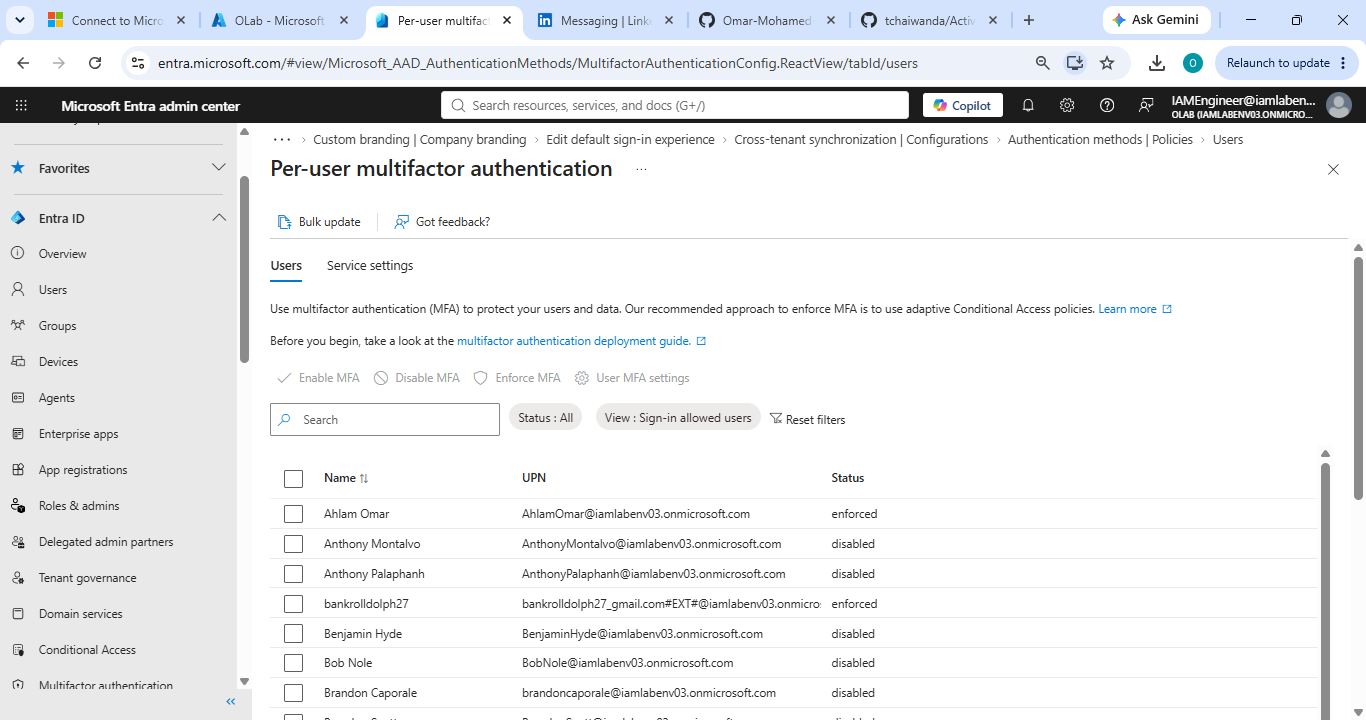 Connect to Micro
OLab - Microsoft
Per-user multifact
Messaging | Linke
Omar-Mohamed-
tchaiwanda/Activ
Ask Gemini
entra.microsoft.com/#view/Microsoft_AAD_AuthenticationMethods/MultifactorAuthenticationConfig.ReactView/tabId/users
O
Relaunch to update
Microsoft Entra admin center
Search resources, services, and docs (G+/)
Copilot
IAMEngineer@iamlaben...
OLAB (IAMLABENV03.ONMICRO...
Favorites
Entra ID
Overview
Users
Groups
Devices
Agents
Enterprise apps
App registrations
Roles & admins
Delegated admin partners
Tenant governance
Domain services
Conditional Access
Multifactor authentication
··· > Custom branding | Company branding > Edit default sign-in experience > Cross-tenant synchronization | Configurations > Authentication methods | Policies > Users
Per-user multifactor authentication ···
Bulk update
Got feedback?
Users
Service settings
Use multifactor authentication (MFA) to protect your users and data. Our recommended approach to enforce MFA is to use adaptive Conditional Access policies. Learn more
Before you begin, take a look at the multifactor authentication deployment guide.
Enable MFA
Disable MFA
Enforce MFA
User MFA settings
Search
Status : All
View : Sign-in allowed users
Reset filters
Name UPN Status
Ahlam Omar AhlamOmar@iamlabenv03.onmicrosoft.com enforced
Anthony Montalvo AnthonyMontalvo@iamlabenv03.onmicrosoft.com disabled
Anthony Palaphanh AnthonyPalaphanh@iamlabenv03.onmicrosoft.com disabled
bankrolldolph27 bankrolldolph27_gmail.com#EXT#@iamlabenv03.onmicros enforced
Benjamin Hyde BenjaminHyde@iamlabenv03.onmicrosoft.com disabled
Bob Nole BobNole@iamlabenv03.onmicrosoft.com disabled
Brandon Caporale brandoncaporale@iamlabenv03.onmicrosoft.com disabled